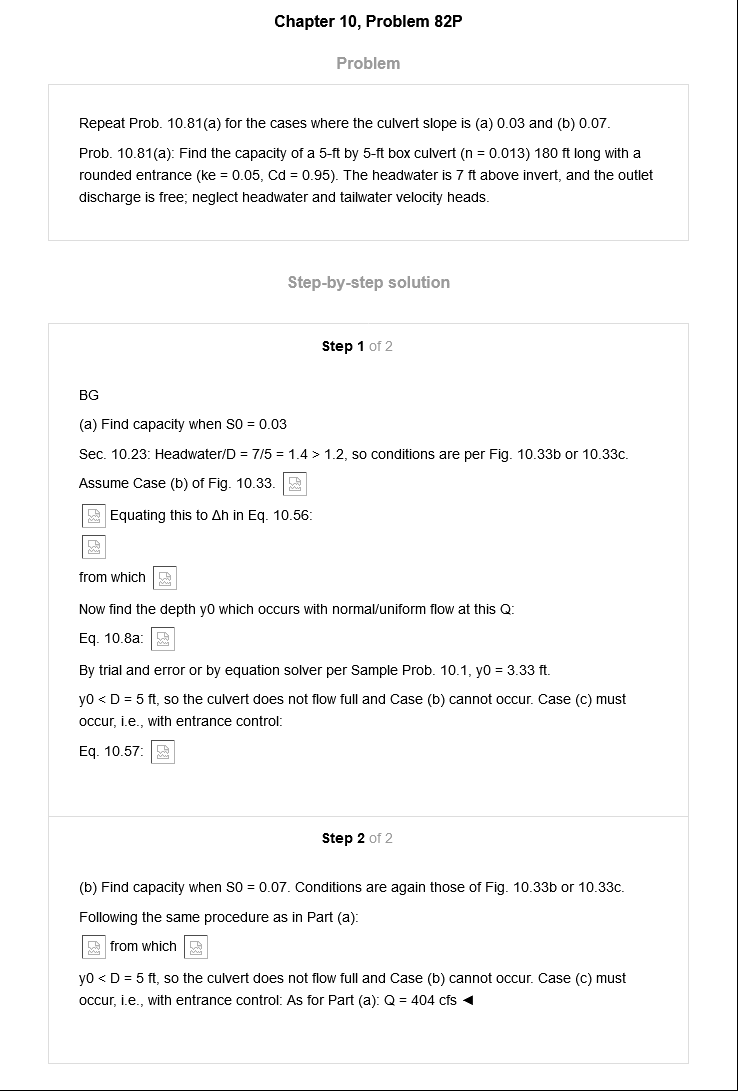 Chapter 10, Problem 82P
Problem
Repeat Prob. 10.81(a) for the cases where the culvert slope is (a) 0.03 and (b) 0.07.
Prob. 10.81(a): Find the capacity of a 5-ft by 5-ft box culvert (n = 0.013) 180 ft long with a
rounded entrance (ke = 0.05, Cd = 0.95). The headwater is 7 ft above invert, and the outlet
discharge is free; neglect headwater and tailwater velocity heads.
Step-by-step solution
Step 1 of 2
BG
(a) Find capacity when S0 = 0.03
Sec. 10.23: Headwater/D = 7/5 = 1.4 > 1.2, so conditions are per Fig. 10.33b or 10.33c.
Assume Case (b) of Fig. 10.33.
Equating this to Δh in Eq. 10.56:
from which
Now find the depth y0 which occurs with normal/uniform flow at this Q:
Eq. 10.8a:
By trial and error or by equation solver per Sample Prob. 10.1, y0 = 3.33 ft.
y0 < D = 5 ft, so the culvert does not flow full and Case (b) cannot occur. Case (c) must
occur, i.e., with entrance control:
Eq. 10.57:
Step 2 of 2
(b) Find capacity when S0 = 0.07. Conditions are again those of Fig. 10.33b or 10.33c.
Following the same procedure as in Part (a):
from which
y0 < D = 5 ft, so the culvert does not flow full and Case (b) cannot occur. Case (c) must
occur, i.e., with entrance control: As for Part (a): Q = 404 cfs ◄